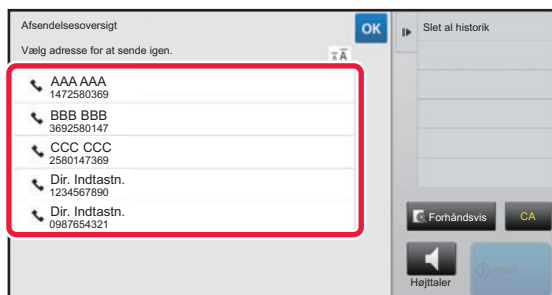 Afsendelsesoversigt
OK
Slet al historik
Vælg adresse for at sende igen.
AAA AAA
1472580369
BBB BBB
3692580147
CCC CCC
2580147369
Dir. Indtastn.
1234567890
Dir. Indtastn.
0987654321
Forhåndsvis
CA
Højttaler
Start